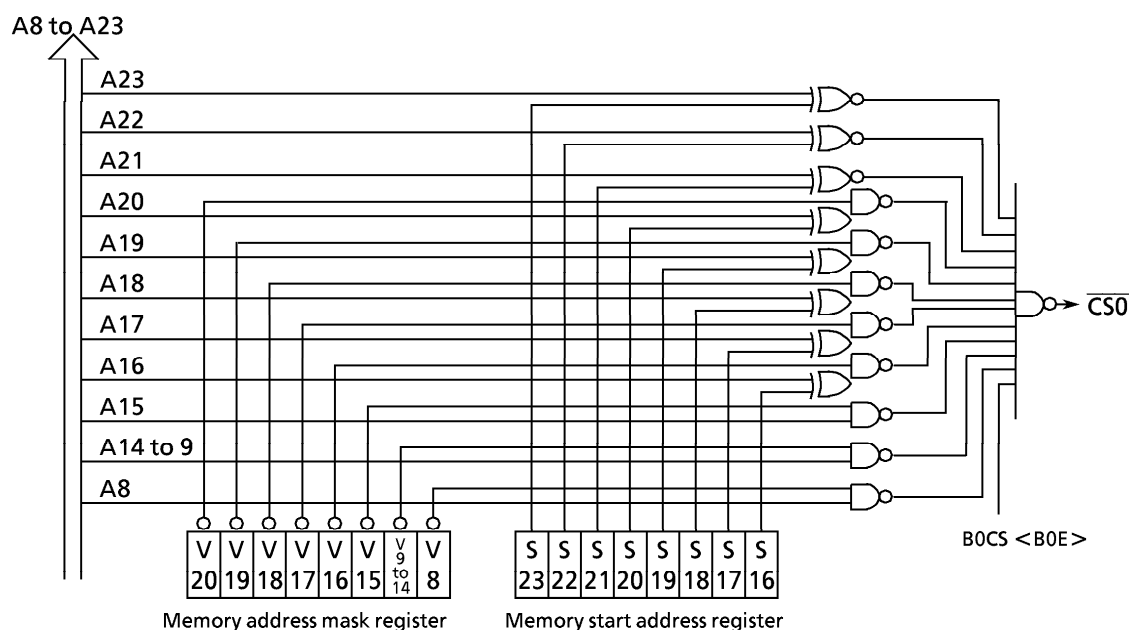 A8 to A23
A23
A22
A21
A20
A19
A18
A17
A16
A15
A14 to 9
A8
CS0
B0CS <B0E>
V 20
V 19
V 18
V 17
V 16
V 15
V 9 to 14
V 8
S 23
S 22
S 21
S 20
S 19
S 18
S 17
S 16
Memory address mask register
Memory start address register